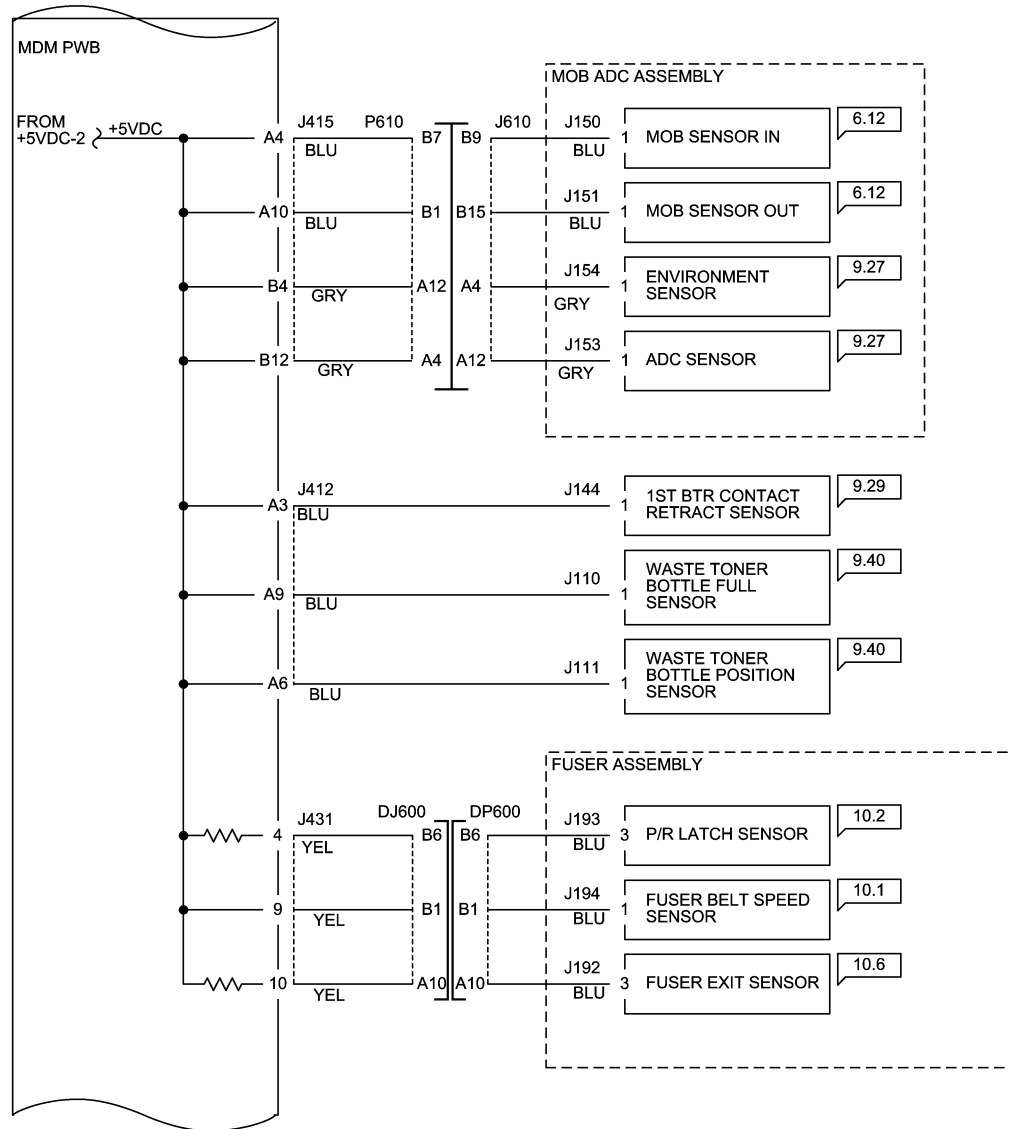 MDM PWB
MOB ADC ASSEMBLY
FROM
+5VDC-2
+5VDC
A4 J415 BLU P610 B7 B9 J610 J150 BLU 1 MOB SENSOR IN 6.12
A10 BLU B1 B15 J151 BLU 1 MOB SENSOR OUT 6.12
B4 GRY A12 A4 J154 GRY 1 ENVIRONMENT
SENSOR 9.27
B12 GRY A4 A12 J153 GRY 1 ADC SENSOR 9.27
A3 J412 BLU J144 1 1ST BTR CONTACT
RETRACT SENSOR 9.29
A9 BLU J110 1 WASTE TONER
BOTTLE FULL
SENSOR 9.40
A6 BLU J111 1 WASTE TONER
BOTTLE POSITION
SENSOR 9.40
FUSER ASSEMBLY
4 J431 YEL DJ600 B6 DP600 B6 J193 BLU 3 P/R LATCH SENSOR 10.2
9 YEL B1 B1 J194 BLU 1 FUSER BELT SPEED
SENSOR 10.1
10 YEL A10 A10 J192 BLU 3 FUSER EXIT SENSOR 10.6